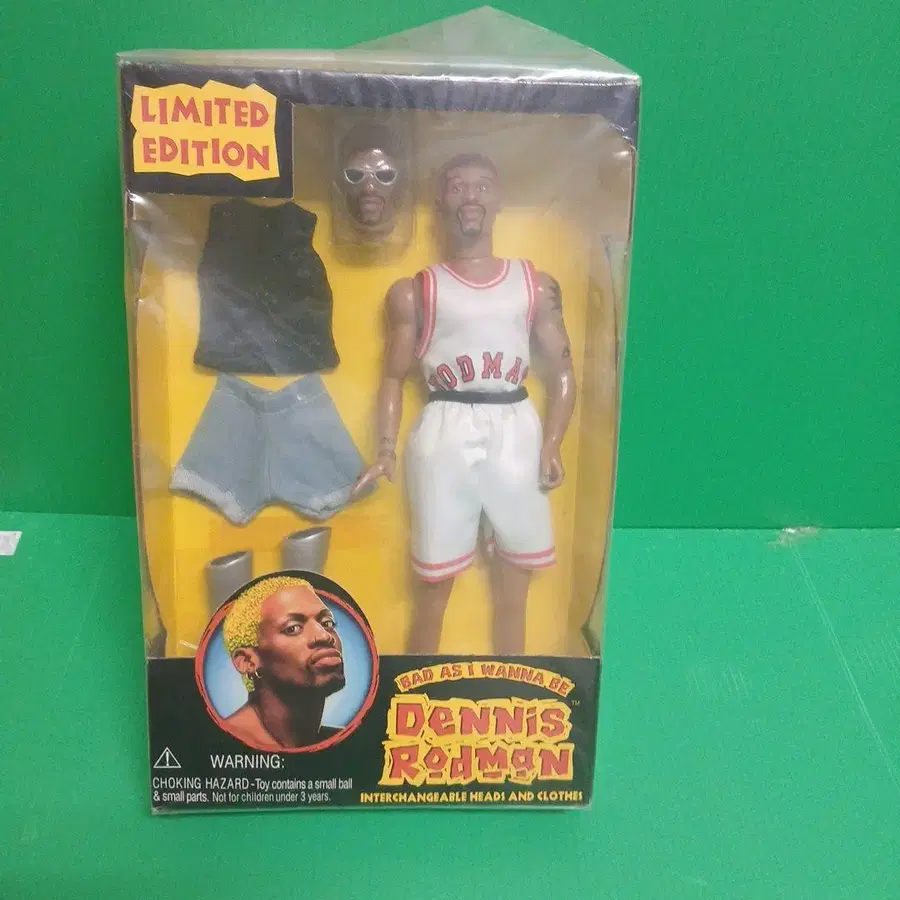 LIMITED
EDITION
ODMA
BAD AS I WANNA BE
DENNIS™
RODMAN
INTERCHANGEABLE HEADS AND CLOTHES
WARNING:
CHOKING HAZARD-Toy contains a small ball
& small parts. Not for children under 3 years.